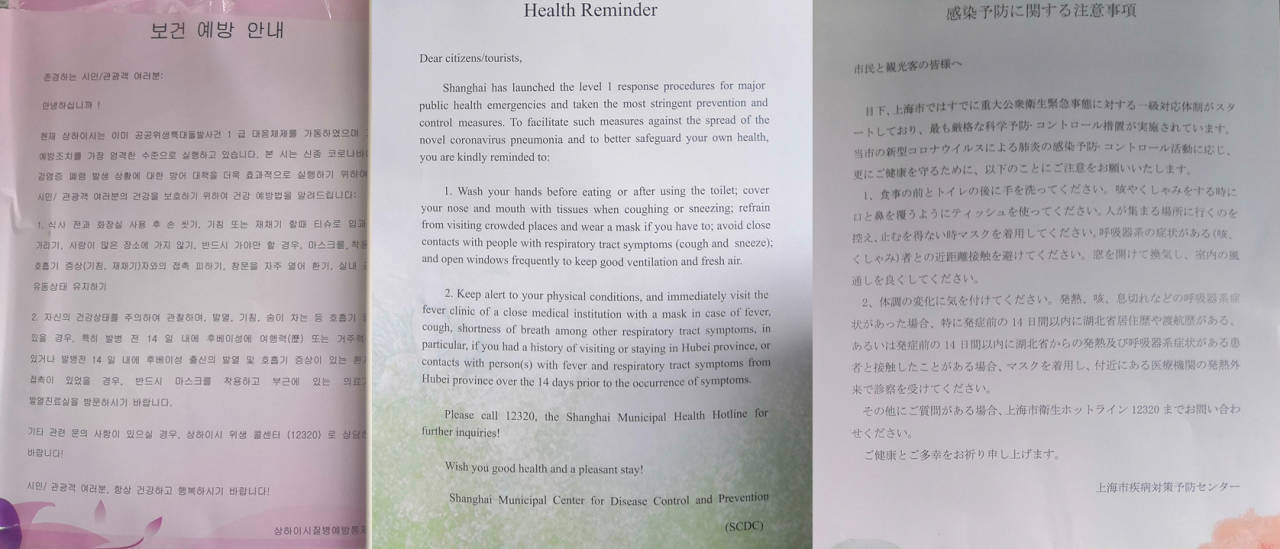 보건 예방 안내
존경하는 시민/관광객 여러분:
안녕하십니까 !
현재 상하이시는 이미 공공위생특대돌발사건 1 급 대응체제를 가동하였으며
예방조치를 가장 엄격한 수준으로 실행하고 있습니다. 본 시는 신종 코로나바
감염증 폐렴 발생 상황에 대한 방어 대책을 더욱 효과적으로 실행하기 위하여
시민/ 관광객 여러분의 건강을 보호하기 위하여 건강 예방법을 알려드립니다:
1. 식사 전과 화장실 사용 후 손 씻기, 기침 또는 재채기 할때 티슈로 입과
가리기, 사람이 많은 장소에 가지 않기, 반드시 가야만 할 경우, 마스크를 착용
호흡기 증상(기침, 재채기)자와의 접촉 피하기, 창문을 자주 열어 환기, 실내
유동상태 유지하기
2. 자신의 건강상태를 주의하여 관찰하며, 발열, 기침, 숨이 차는 등 호흡기
있을 경우, 특히 발병 전 14 일 내에 후베이성에 여행력(歷) 또는 거주력
있거나 발병전 14 일 내에 후베이성 출신의 발열 및 호흡기 증상이 있는 환
접촉이 있었을 경우, 반드시 마스크를 착용하고 부근에 있는 의료
발열진료실을 방문하시기 바랍니다.
기타 관련 문의 사항이 있으실 경우, 상하이시 위생 콜센터 (12320) 로 상담하
바랍니다!
시민/ 관광객 여러분, 항상 건강하고 행복하시기 바랍니다!
상하이시질병예방통제
Health Reminder
Dear citizens/tourists,
Shanghai has launched the level 1 response procedures for major
public health emergencies and taken the most stringent prevention and
control measures. To facilitate such measures against the spread of the
novel coronavirus pneumonia and to better safeguard your own health,
you are kindly reminded to:
1. Wash your hands before eating or after using the toilet; cover
your nose and mouth with tissues when coughing or sneezing; refrain
from visiting crowded places and wear a mask if you have to; avoid close
contacts with people with respiratory tract symptoms (cough and sneeze);
and open windows frequently to keep good ventilation and fresh air.
2. Keep alert to your physical conditions, and immediately visit the
fever clinic of a close medical institution with a mask in case of fever,
cough, shortness of breath among other respiratory tract symptoms, in
particular, if you had a history of visiting or staying in Hubei province, or
contacts with person(s) with fever and respiratory tract symptoms from
Hubei province over the 14 days prior to the occurrence of symptoms.
Please call 12320, the Shanghai Municipal Health Hotline for
further inquiries!
Wish you good health and a pleasant stay!
Shanghai Municipal Center for Disease Control and Prevention
(SCDC)
感染予防に関する注意事項
市民と観光客の皆様へ
目下、上海市ではすでに重大公衆衛生緊急事態に対する一級対応体制がスタ
ートしており、最も厳格な科学予防・コントロール措置が実施されています。
当市の新型コロナウイルスによる肺炎の感染予防・コントロール活動に応じ、
更にご健康を守るために、以下のことにご注意をお願いいたします。
1、食事の前とトイレの後に手を洗ってください。咳やくしゃみをする時に
口と鼻を覆うようにティッシュを使ってください。人が集まる場所に行くのを
控え、止むを得ない時マスクを着用してください。呼吸器系の症状がある(咳、
くしゃみ)者との近距離接触を避けてください。窓を開けて換気し、室内の風
通しを良くしてください。
2、体調の変化に気を付けてください。発熱、咳、息切れなどの呼吸器系症
状があった場合、特に発症前の 14 日間以内に湖北省居住歴や渡航歴がある、
あるいは発症前の 14 日間以内に湖北省からの発熱及び呼吸器系症状がある患
者と接触したことがある場合、マスクを着用し、付近にある医療機関の発熱外
来で診察を受けてください。
その他にご質問がある場合、上海市衛生ホットライン 12320 までお問い合わ
せください。
ご健康とご多幸をお祈り申し上げます。
上海市疾病対策予防センター